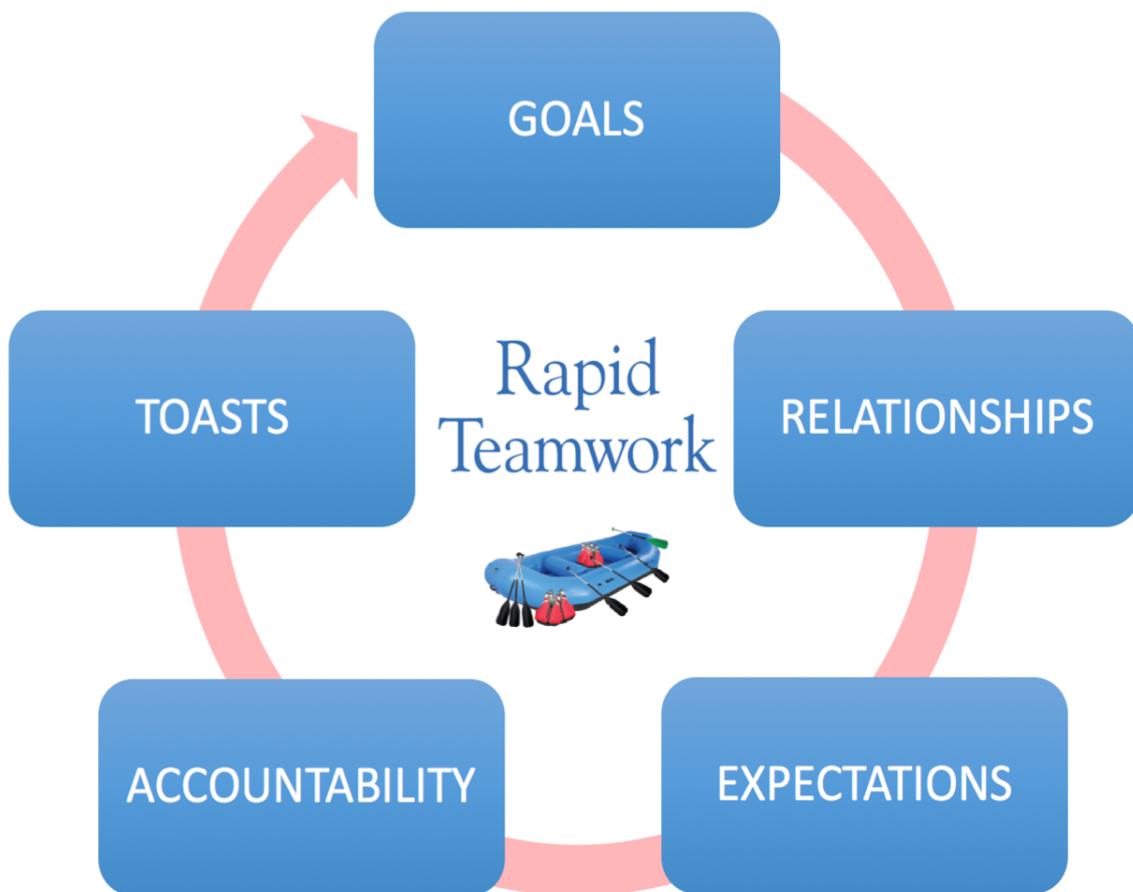 GOALS
RELATIONSHIPS
EXPECTATIONS
ACCOUNTABILITY
TOASTS
Rapid
Teamwork